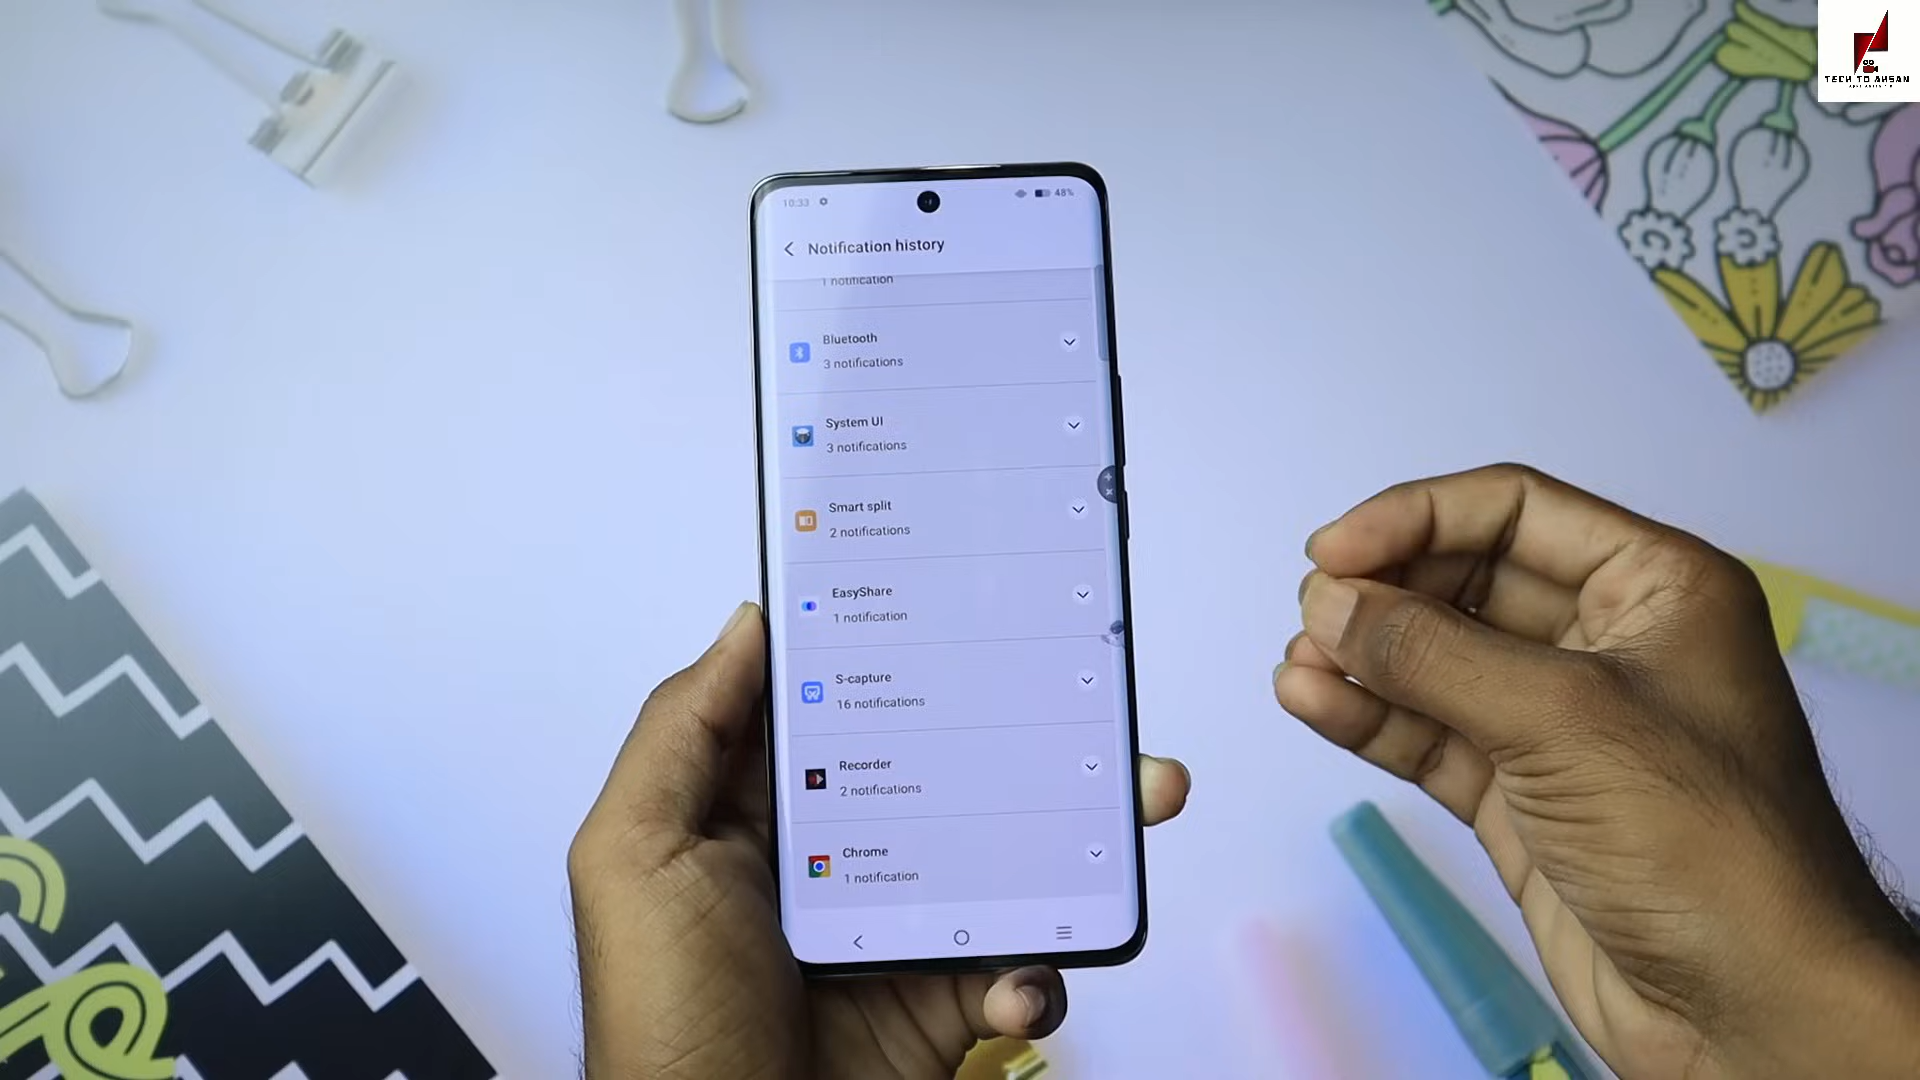 TECH TO AHSAN
10:33
48%
Notification history
1 notification
Bluetooth
3 notifications
System UI
3 notifications
Smart split
2 notifications
EasyShare
1 notification
S-capture
16 notifications
Recorder
2 notifications
Chrome
1 notification